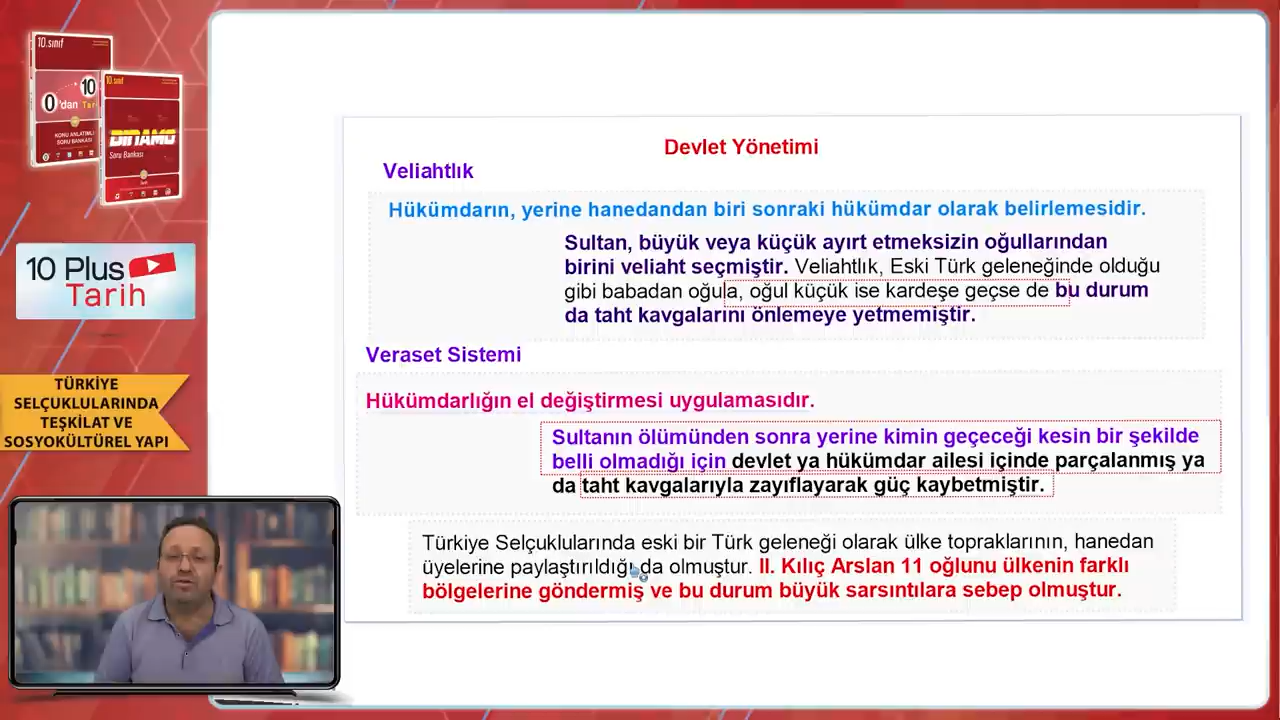 10.sınıf
0'dan 10
Tar
KONU ANLATIMLI
SORU BANKASI
10.sınıf
DİNAMO
Soru Bankası
10 Plus
Tarih
TÜRKİYE
SELÇUKLULARINDA
TEŞKİLAT VE
SOSYOKÜLTÜREL YAPI
Devlet Yönetimi
Veliahtlık
Hükümdarın, yerine hanedandan biri sonraki hükümdar olarak belirlemesidir.
Sultan, büyük veya küçük ayırt etmeksizin oğullarından
birini veliaht seçmiştir. Veliahtlık, Eski Türk geleneğinde olduğu
gibi babadan oğula, oğul küçük ise kardeşe geçse de bu durum
da taht kavgalarını önlemeye yetmemiştir.
Veraset Sistemi
Hükümdarlığın el değiştirmesi uygulamasıdır.
Sultanın ölümünden sonra yerine kimin geçeceği kesin bir şekilde
belli olmadığı için devlet ya hükümdar ailesi içinde parçalanmış ya
da taht kavgalarıyla zayıflayarak güç kaybetmiştir.
Türkiye Selçuklularında eski bir Türk geleneği olarak ülke topraklarının, hanedan
üyelerine paylaştırıldığı da olmuştur. II. Kılıç Arslan 11 oğlunu ülkenin farklı
bölgelerine göndermiş ve bu durum büyük sarsıntılara sebep olmuştur.